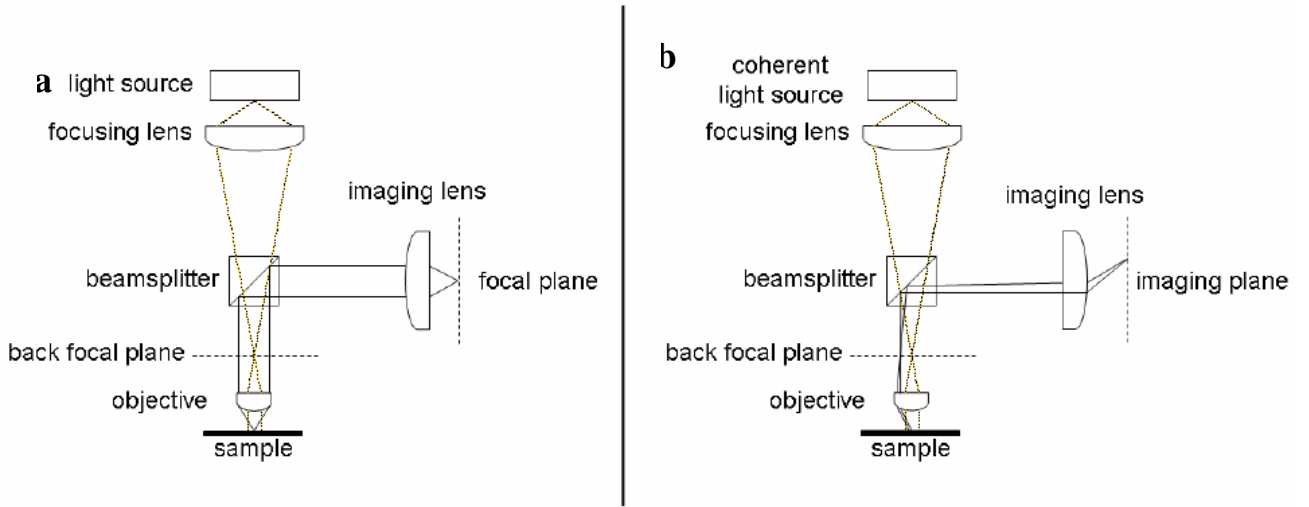 a
light source
focusing lens
imaging lens
beamsplitter
focal plane
back focal plane
objective
sample
b
coherent
light source
focusing lens
imaging lens
beamsplitter
imaging plane
back focal plane
objective
sample